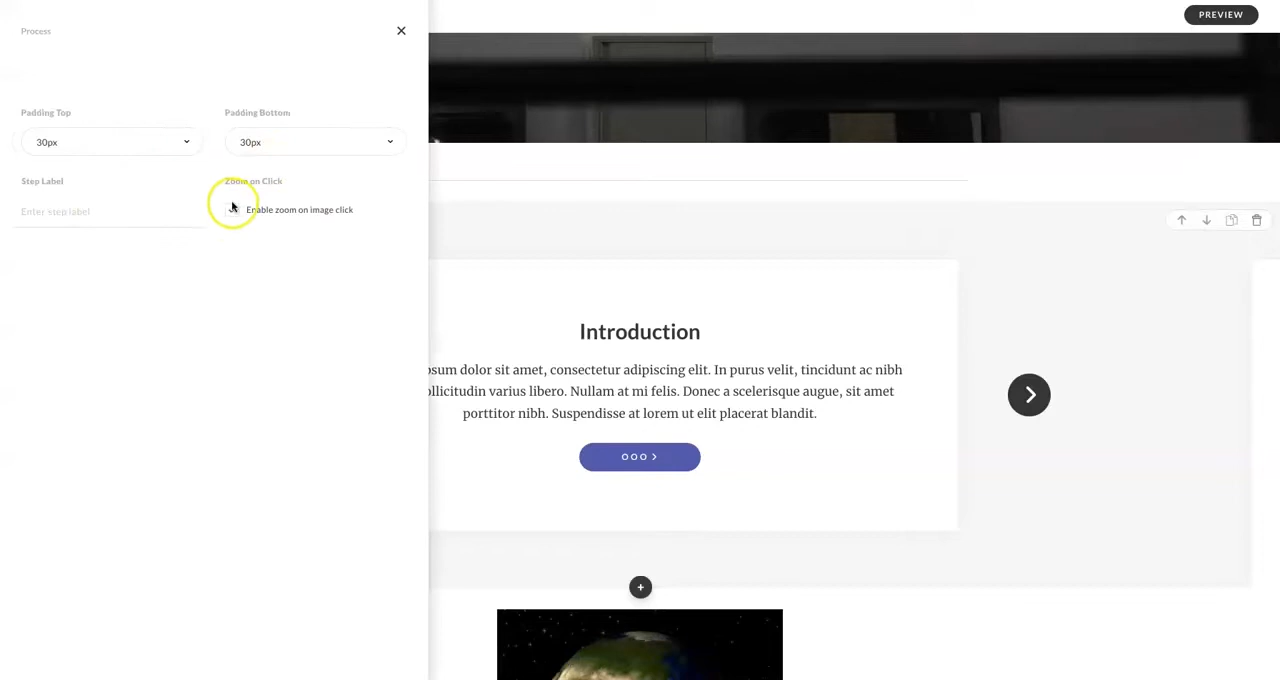 Process
PREVIEW
Padding Top
Padding Bottom
30px
30px
Step Label
Zoom on Click
Enter step label
Enable zoom on image click
Introduction
psum dolor sit amet, consectetur adipiscing elit. In purus velit, tincidunt ac nibh
ollicitudin varius libero. Nullam at mi felis. Donec a scelerisque augue, sit amet
porttitor nibh. Suspendisse at lorem ut elit placerat blandit.